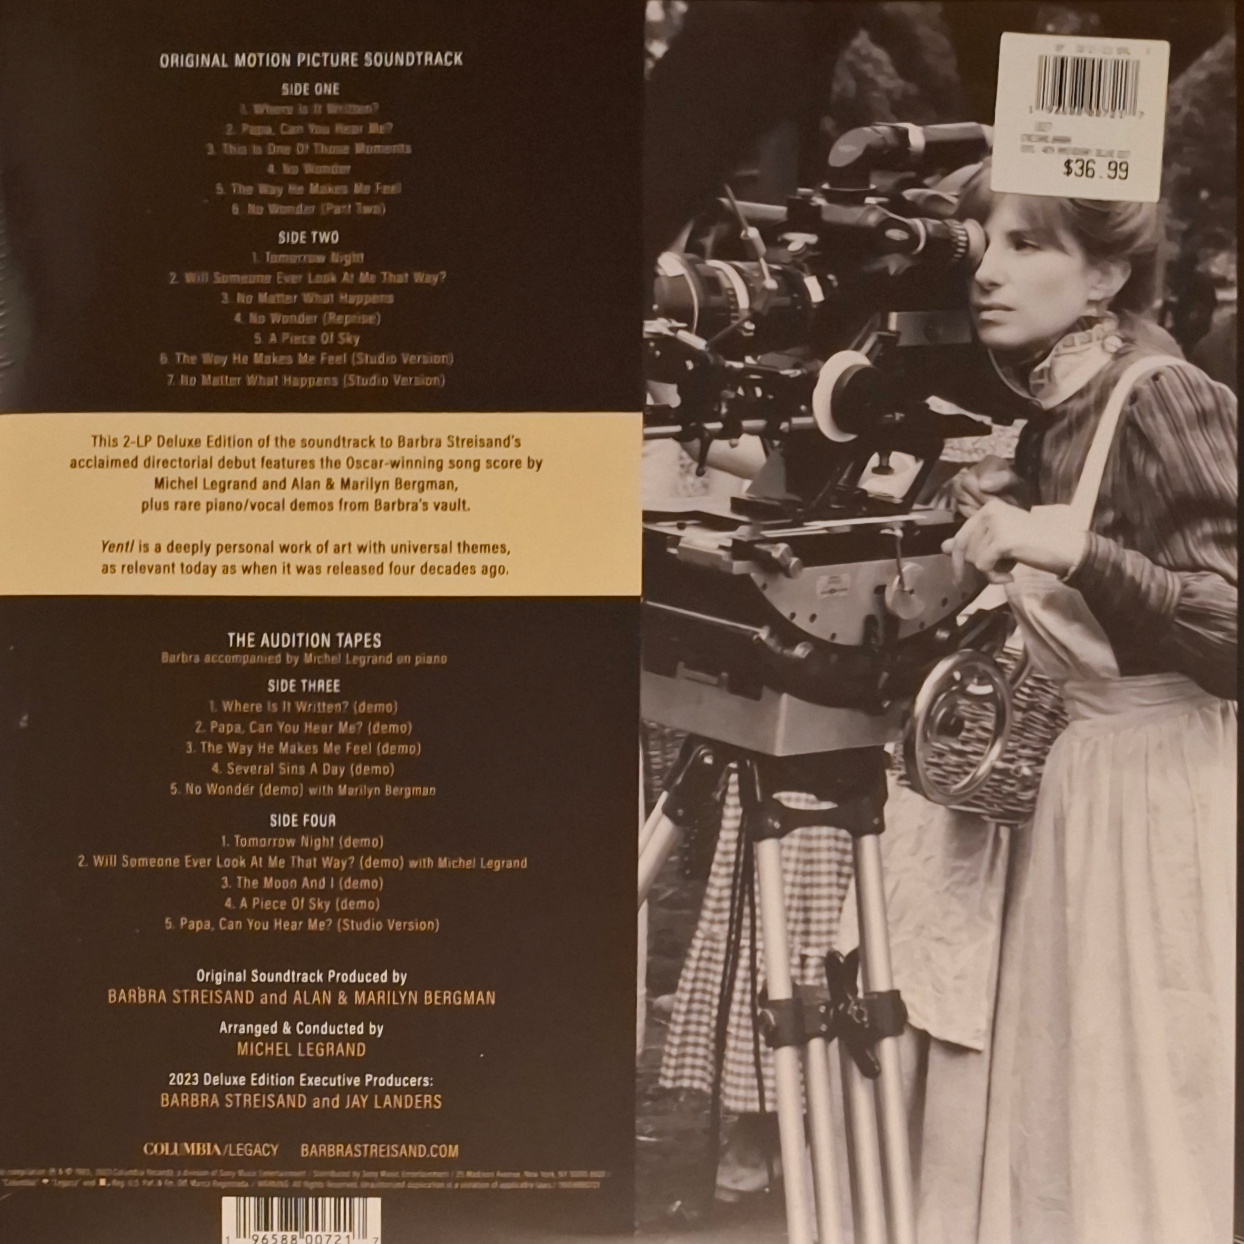 ORIGINAL MOTION PICTURE SOUNDTRACK
SIDE ONE
1. Where Is It Written?
2. Papa, Can You Hear Me?
3. This Is One Of Those Moments
4. No Wonder
5. The Way He Makes Me Feel
6. No Wonder (Part Two)
SIDE TWO
1. Tomorrow Night
2. Will Someone Ever Look At Me That Way?
3. No Matter What Happens
4. No Wonder (Reprise)
5. A Piece Of Sky
6. The Way He Makes Me Feel (Studio Version)
7. No Matter What Happens (Studio Version)
This 2-LP Deluxe Edition of the soundtrack to Barbra Streisand's
acclaimed directorial debut features the Oscar-winning song score by
Michel Legrand and Alan & Marilyn Bergman,
plus rare piano/vocal demos from Barbra's vault.
Yentl is a deeply personal work of art with universal themes,
as relevant today as when it was released four decades ago.
THE AUDITION TAPES
Barbra accompanied by Michel Legrand on piano
SIDE THREE
1. Where Is It Written? (demo)
2. Papa, Can You Hear Me? (demo)
3. The Way He Makes Me Feel (demo)
4. Several Sins A Day (demo)
5. No Wonder (demo) with Marilyn Bergman
SIDE FOUR
1. Tomorrow Night (demo)
2. Will Someone Ever Look At Me That Way? (demo) with Michel Legrand
3. The Moon And I (demo)
4. A Piece Of Sky (demo)
5. Papa, Can You Hear Me? (Studio Version)
Original Soundtrack Produced by
BARBRA STREISAND and ALAN & MARILYN BERGMAN
Arranged & Conducted by
MICHEL LEGRAND
2023 Deluxe Edition Executive Producers:
BARBRA STREISAND and JAY LANDERS
COLUMBIA/LEGACY BARBRASTREISAND.COM
1 96588 00721 7
1 96588 00721 7
$36.99